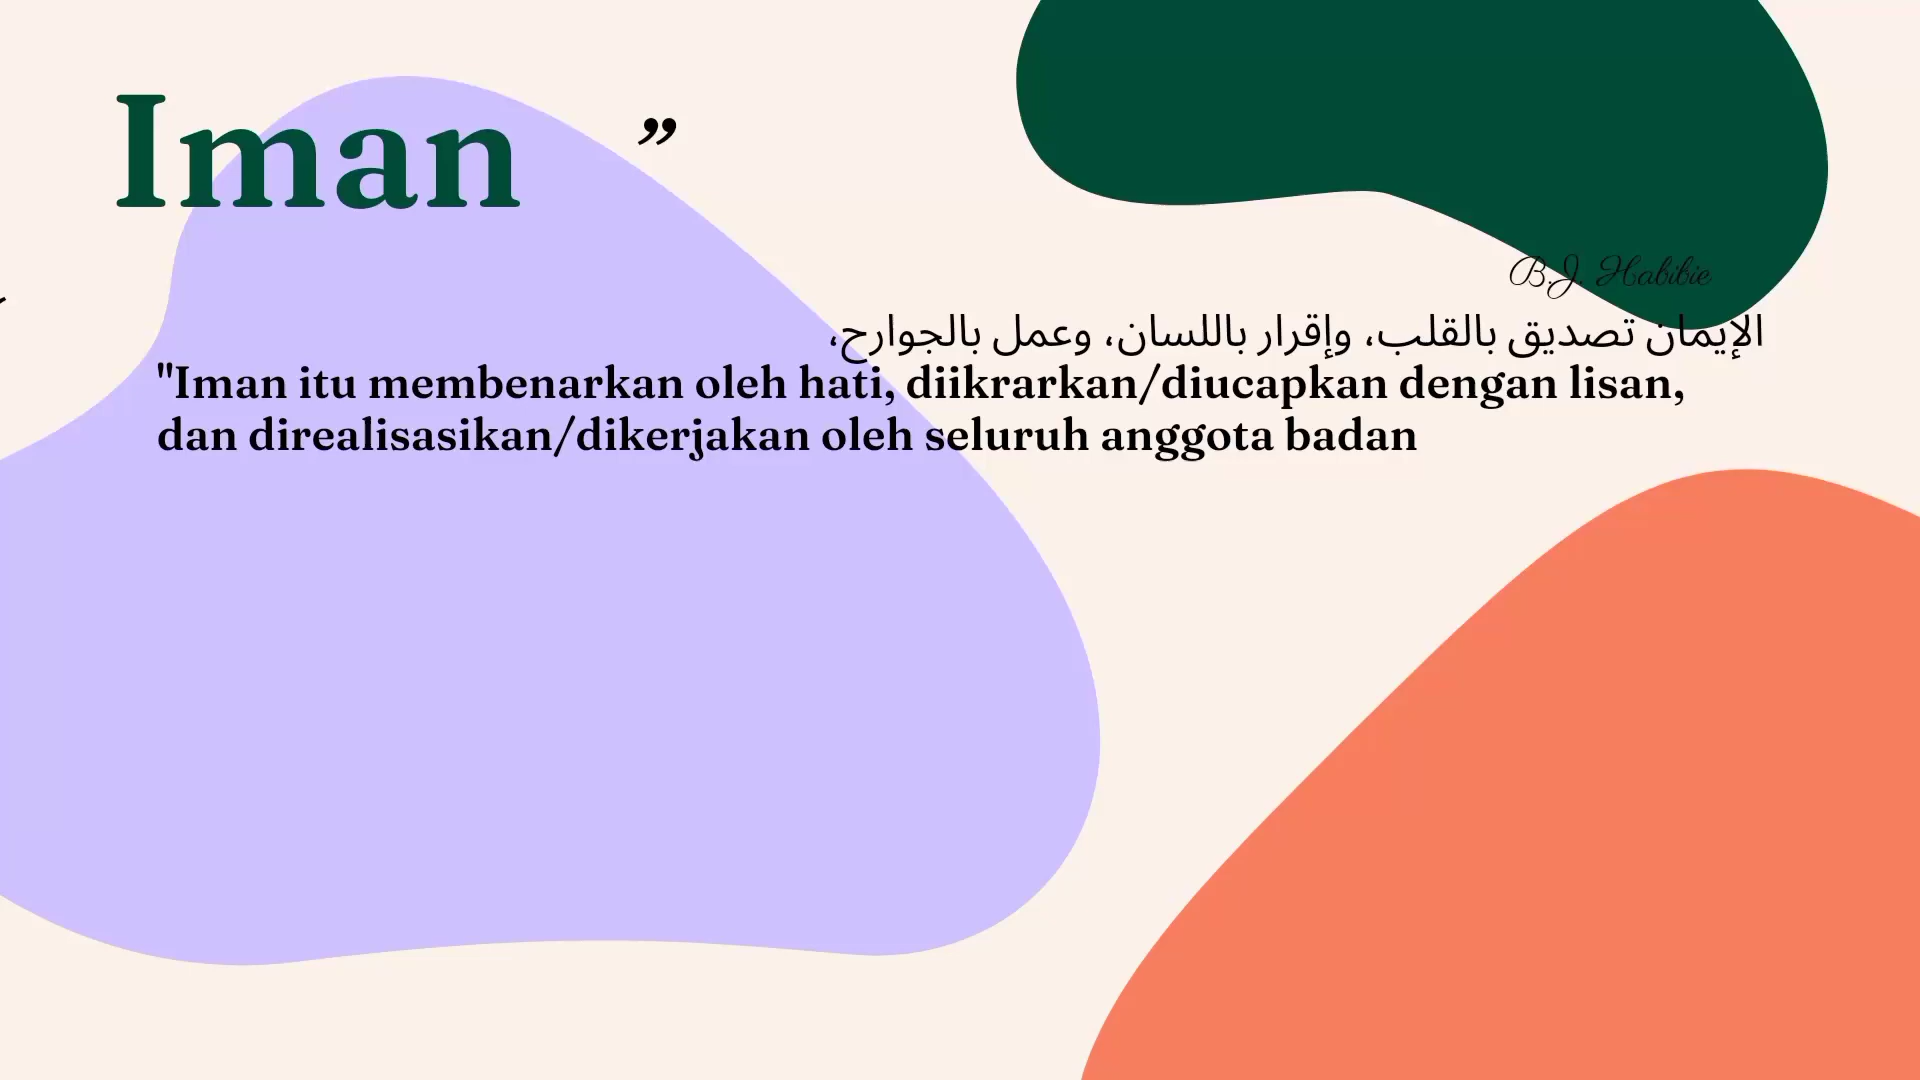 Iman
”
B.J. Habibie
الإيمان تصديق بالقلب، وإقرار باللسان، وعمل بالجوارح،
"Iman itu membenarkan oleh hati, diikrarkan/diucapkan dengan lisan,
dan direalisasikan/dikerjakan oleh seluruh anggota badan